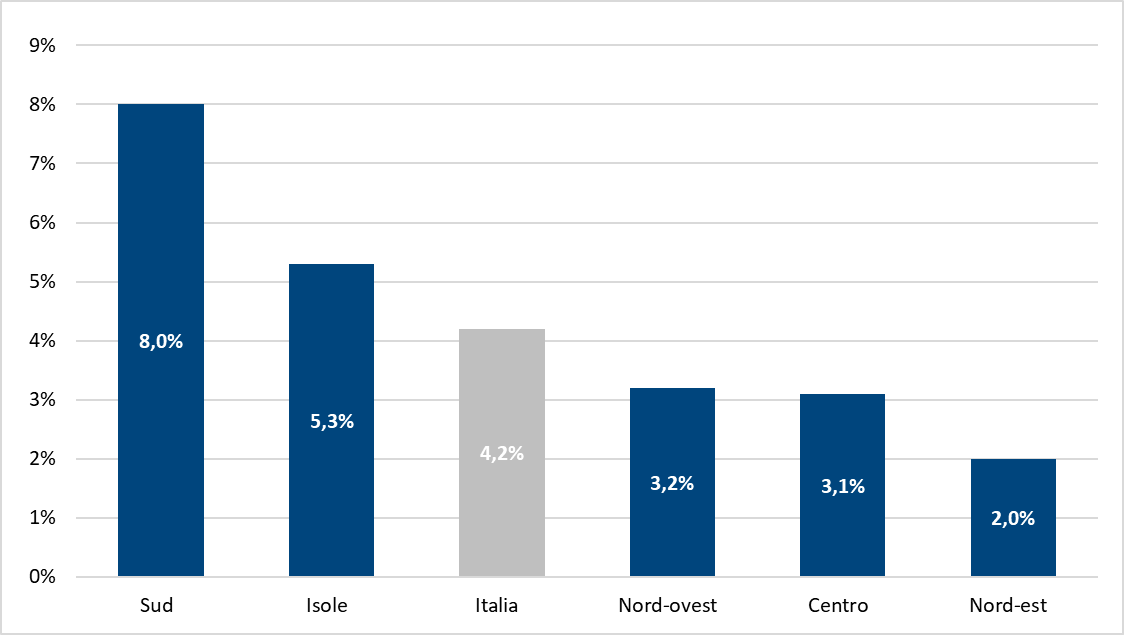 9%
8%
7%
6%
5%
4%
3%
2%
1%
0%
8,0%
5,3%
4,2%
3,2%
3,1%
2,0%
Sud
Isole
Italia
Nord-ovest
Centro
Nord-est